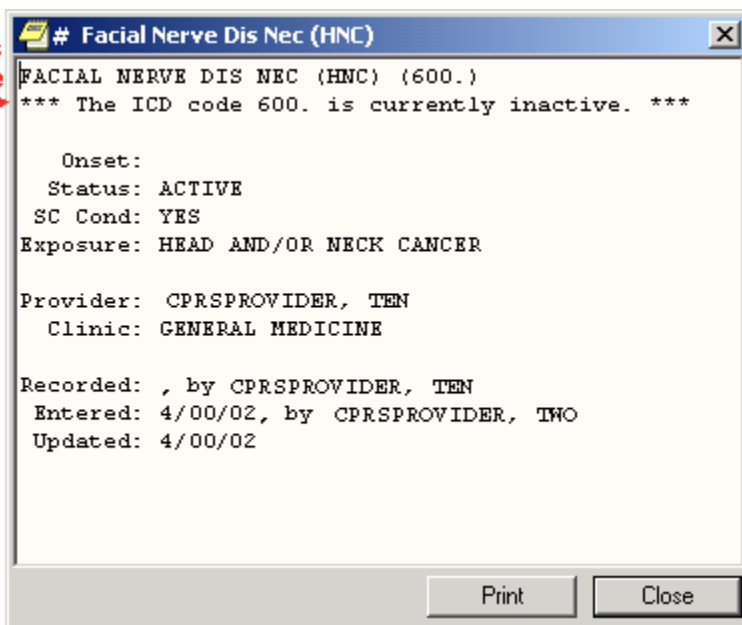 # Facial Nerve Dis Nec (HNC)
FACIAL NERVE DIS NEC (HNC) (600.)
*** The ICD code 600. is currently inactive. ***
Onset:
Status: ACTIVE
SC Cond: YES
Exposure: HEAD AND/OR NECK CANCER
Provider: CPRSPROVIDER, TEN
Clinic: GENERAL MEDICINE
Recorded: , by CPRSPROVIDER, TEN
Entered: 4/00/02, by CPRSPROVIDER, TWO
Updated: 4/00/02
Print Close